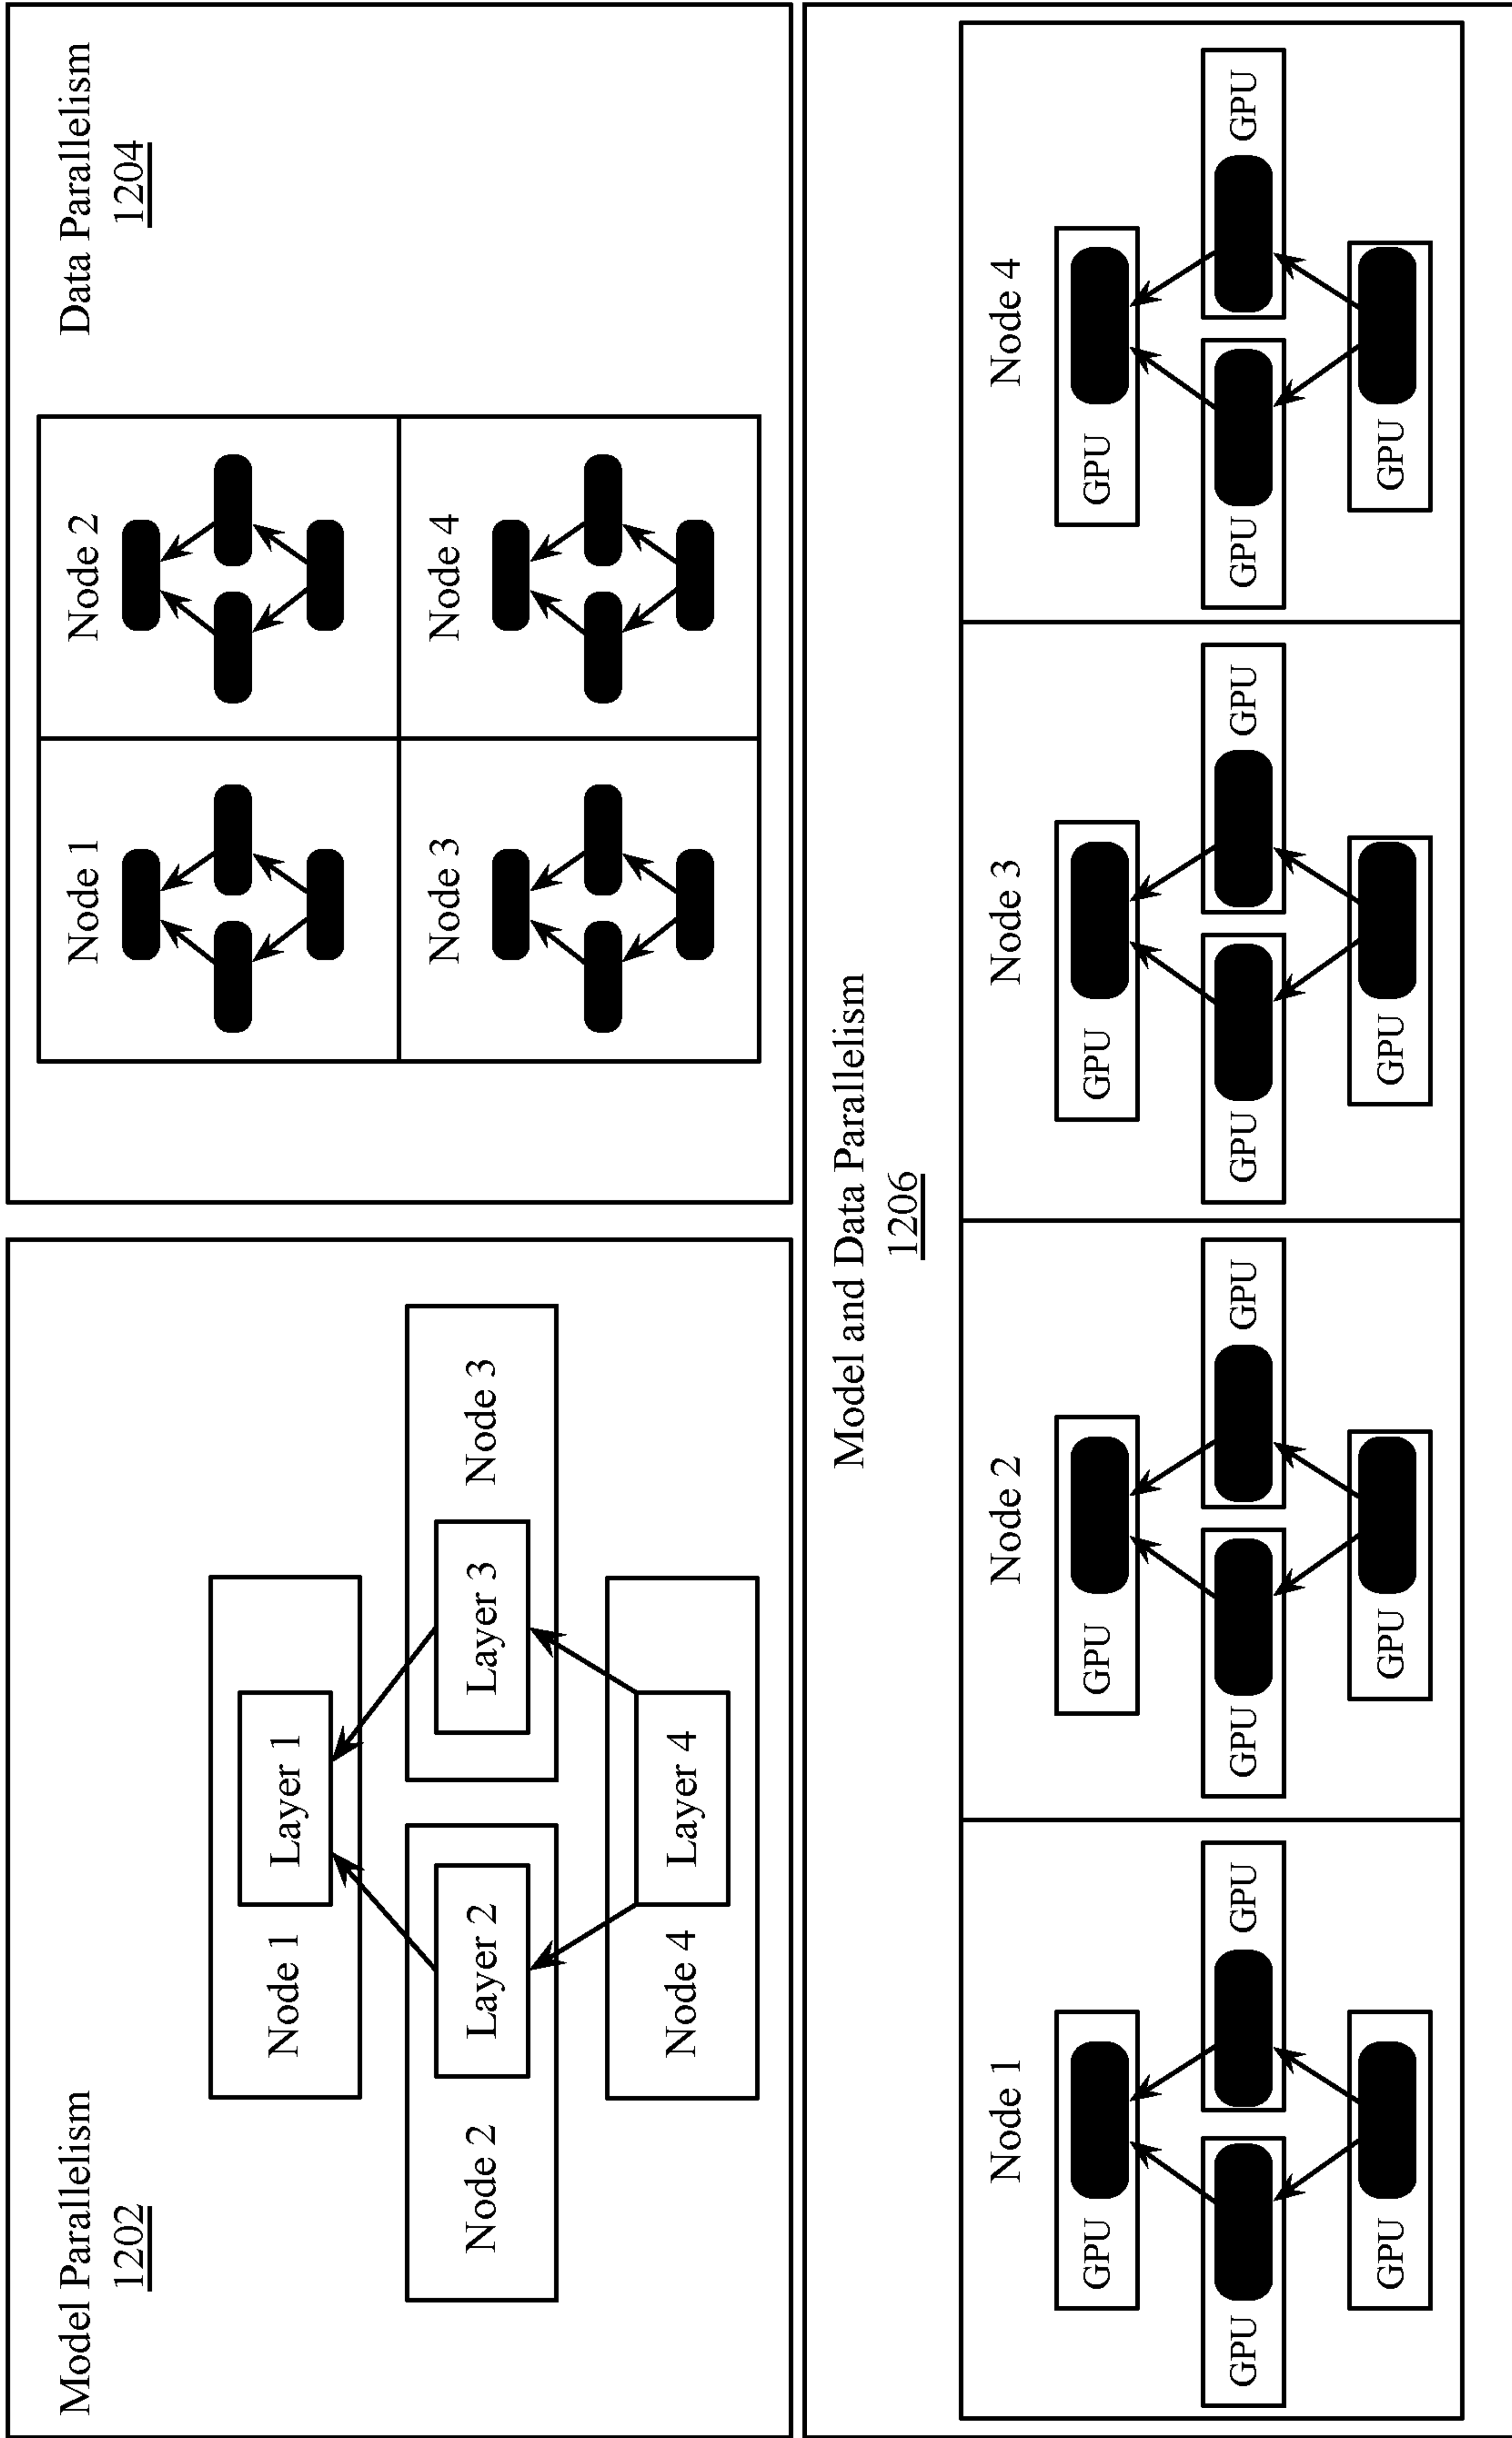 Model Parallelism
1202
Node 1
Layer 1
Node 2
Layer 2
Layer 3
Node 3
Node 4
Layer 4
Data Parallelism
1204
Node 1
Node 2
Node 3
Node 4
Model and Data Parallelism
1206
Node 1
GPU
GPU
GPU
GPU
Node 2
GPU
GPU
GPU
GPU
Node 3
GPU
GPU
GPU
GPU
Node 4
GPU
GPU
GPU
GPU